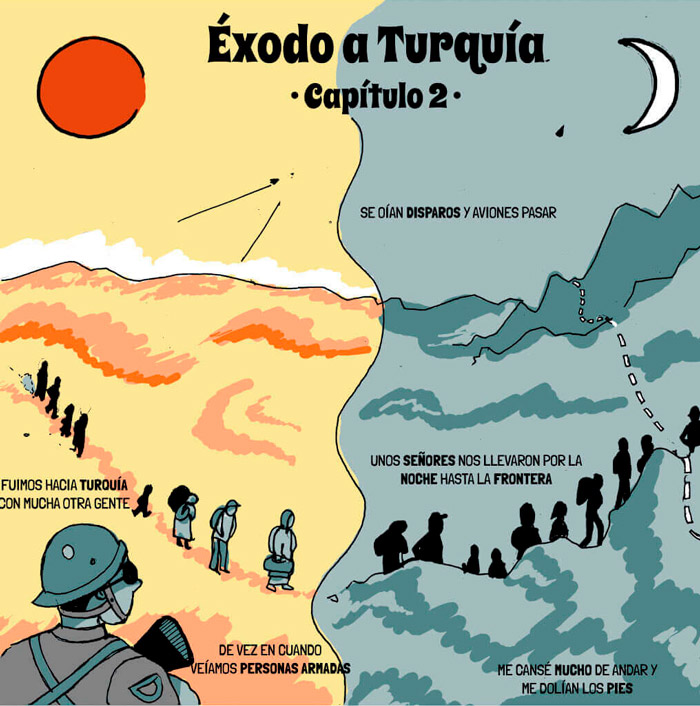 Éxodo a Turquía
· Capítulo 2 ·
SE OÍAN DISPAROS Y AVIONES PASAR
FUIMOS HACIA TURQUÍA
CON MUCHA OTRA GENTE
UNOS SEÑORES NOS LLEVARON POR LA
NOCHE HASTA LA FRONTERA
DE VEZ EN CUANDO
VEÍAMOS PERSONAS ARMADAS
ME CANSÉ MUCHO DE ANDAR Y
ME DOLÍAN LOS PIES